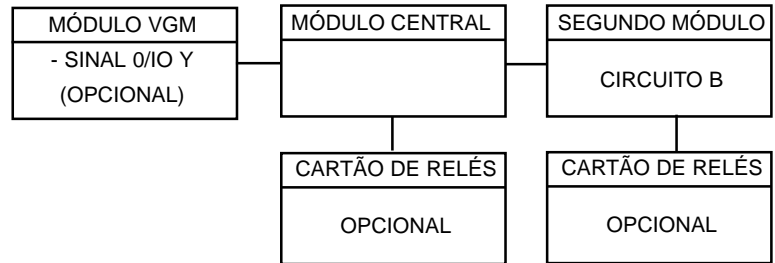 MÓDULO VGM
- SINAL 0/IO Y
(OPCIONAL)
MÓDULO CENTRAL
SEGUNDO MÓDULO
CIRCUITO B
CARTÃO DE RELÉS
OPCIONAL
CARTÃO DE RELÉS
OPCIONAL